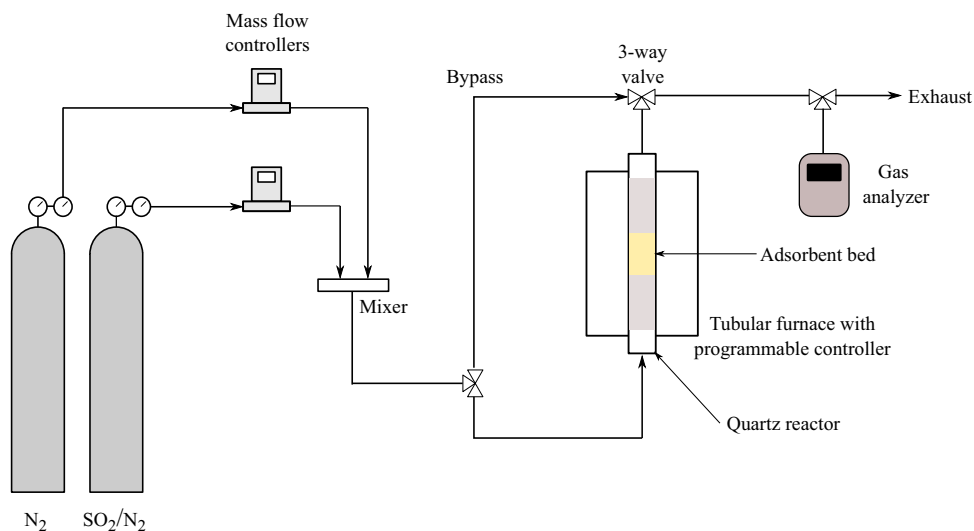 Mass flow
controllers
3-way
valve
Bypass
Exhaust
Gas
analyzer
Adsorbent bed
Mixer
Tubular furnace with
programmable controller
Quartz reactor
N₂
SO₂/N₂